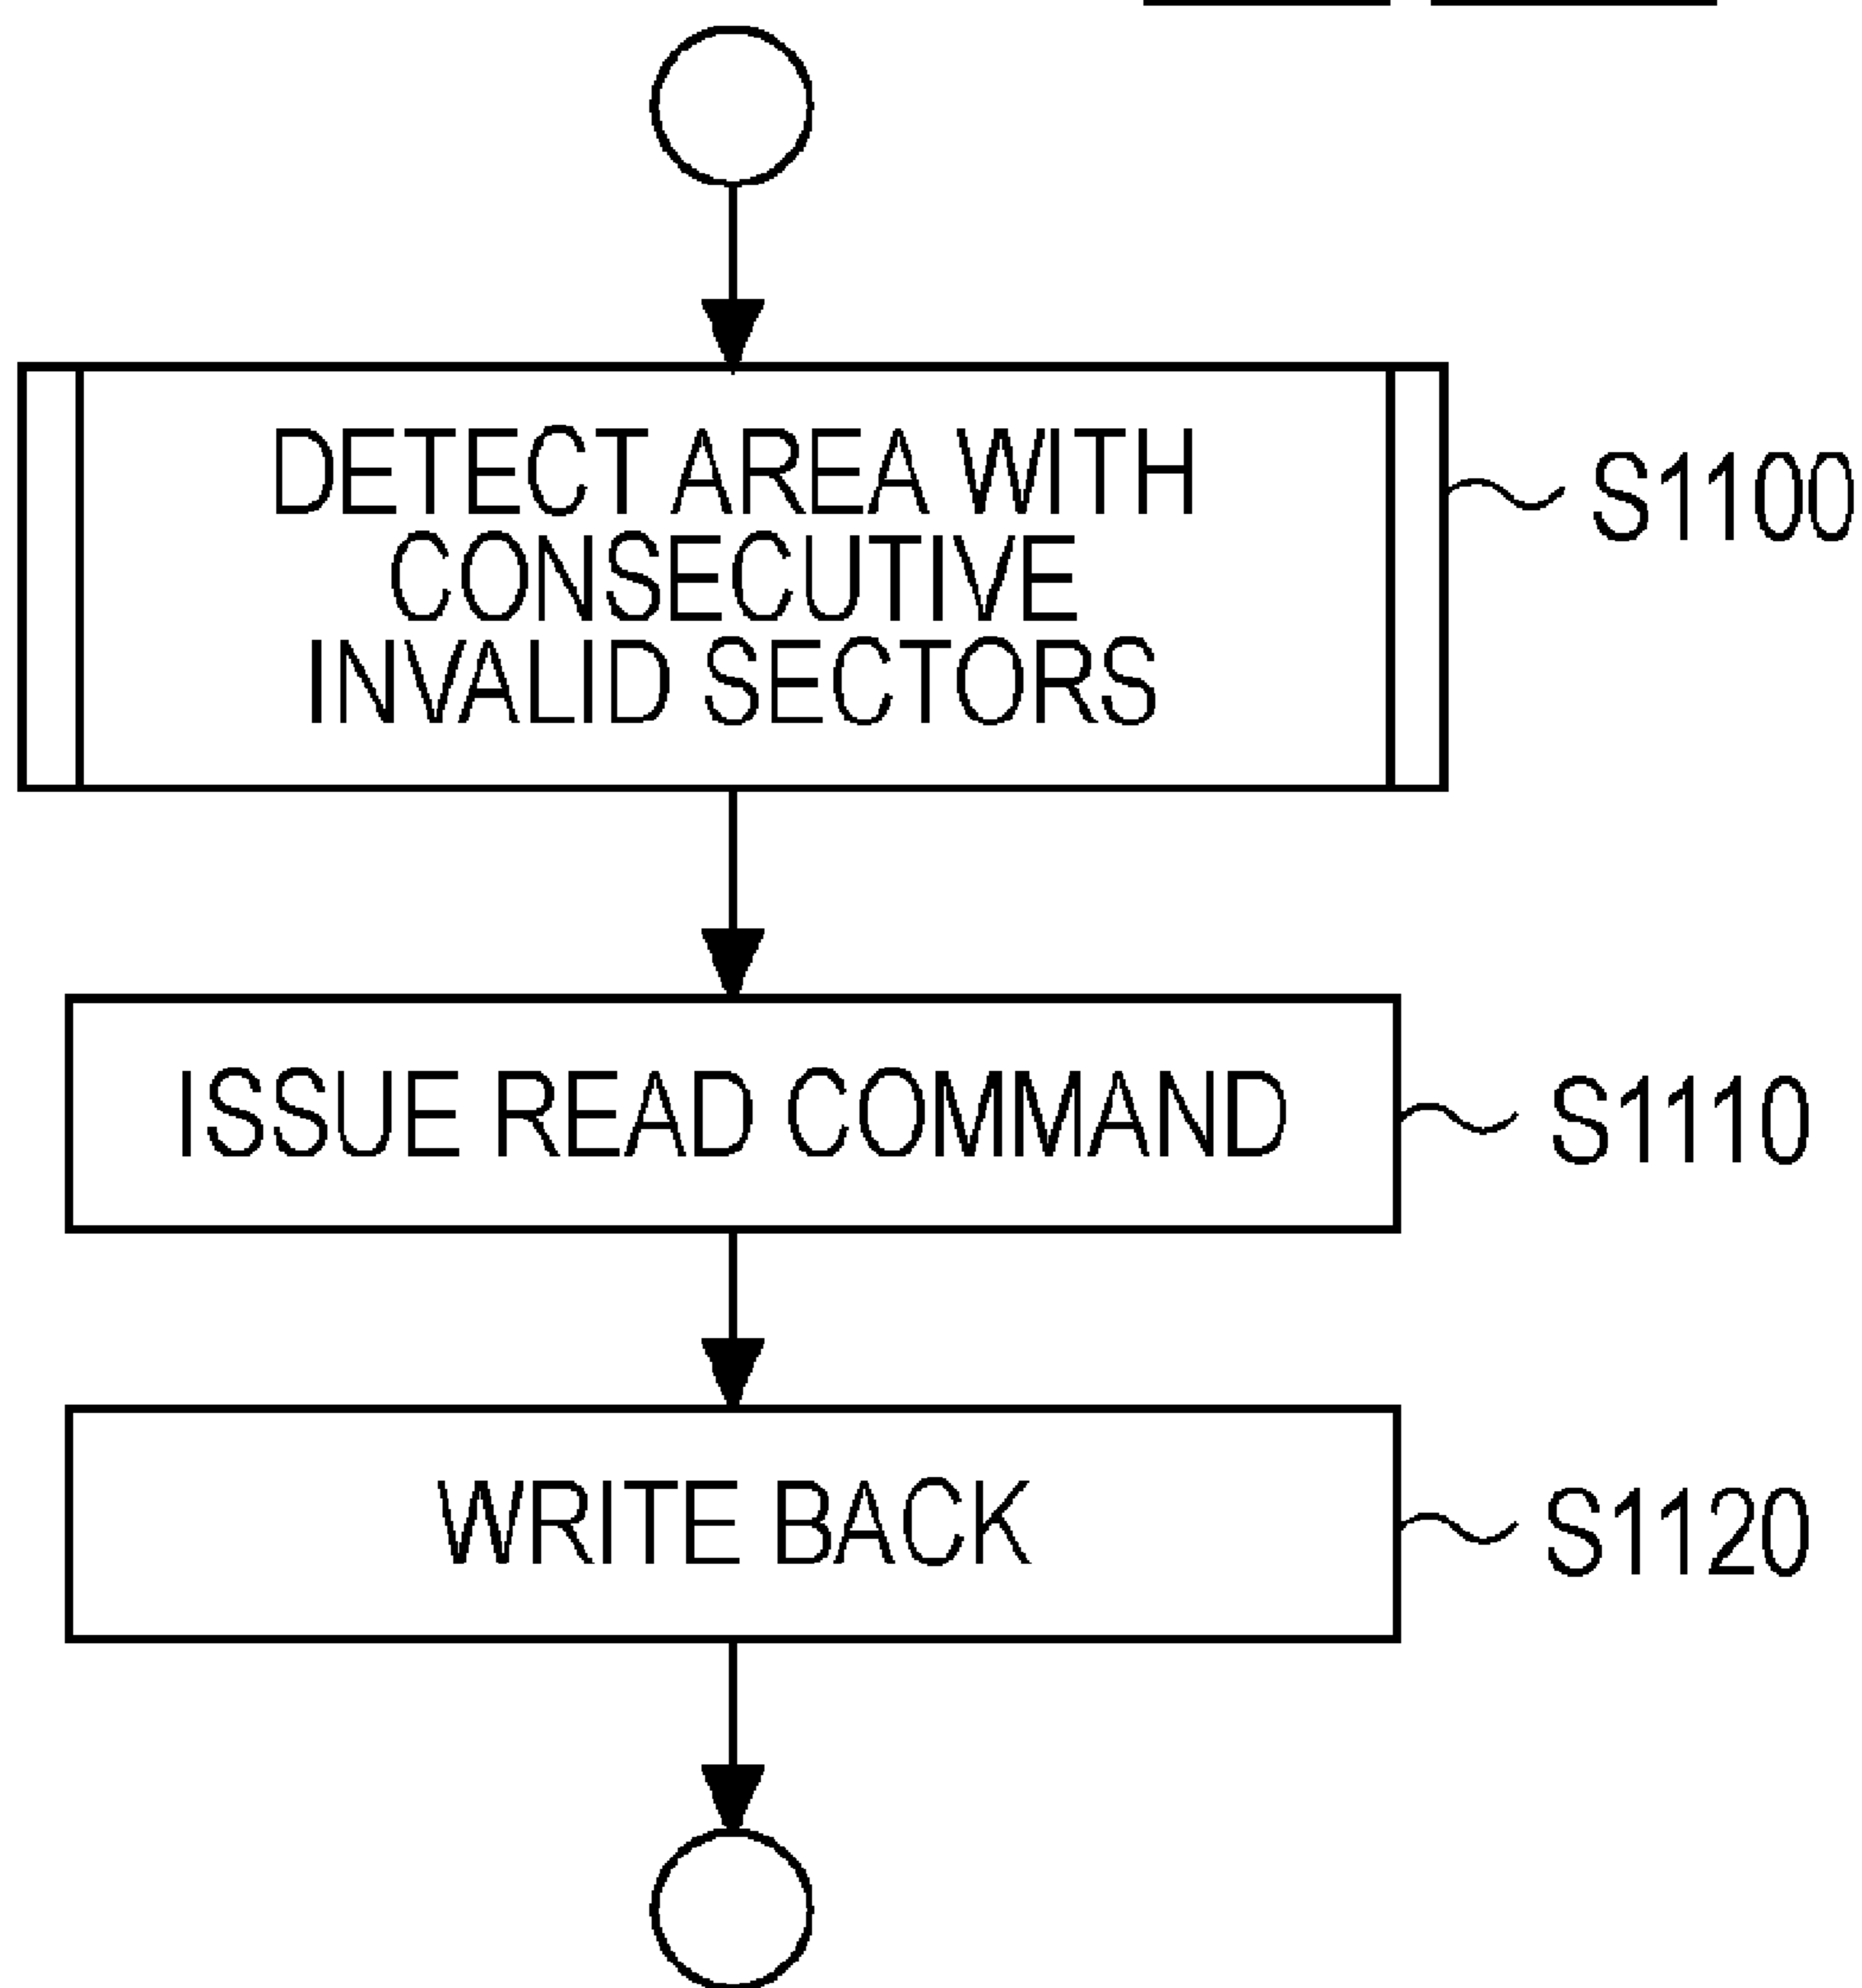 DETECT AREA WITH
CONSECUTIVE
INVALID SECTORS
S1100
ISSUE READ COMMAND
S1110
WRITE BACK
S1120